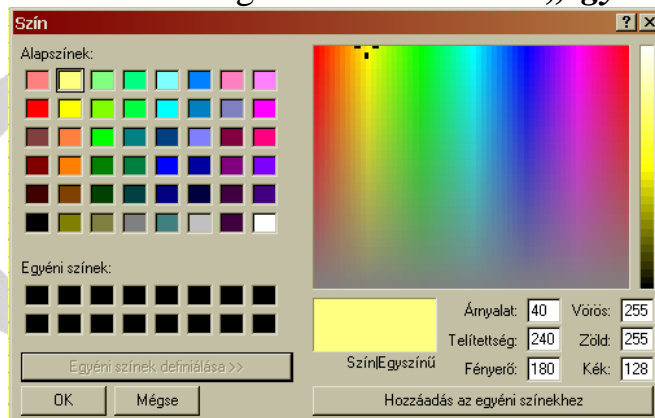 „gy
Szín
Alapszínek:
Egyéni színek:
Egyéni színek definiálása >>
OK Mégse
Szín|Egyszínű
Árnyalat: 40 Vörös: 255
Telítettség: 240 Zöld: 255
Fényerő: 180 Kék: 128
Hozzáadás az egyéni színekhez